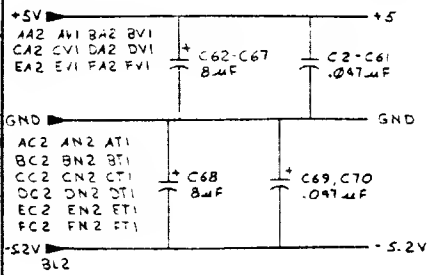 +5V +5
AA2 AV1 BA2 BV1
CA2 CV1 DA2 DV1
EA2 EV1 FA2 FV1
+ C62-C67
8µF
C2-C61
.047µF
GND GND
AC2 AN2 AT1
BC2 BN2 BT1
CC2 CN2 CT1
DC2 DN2 DT1
EC2 EN2 ET1
FC2 FN2 FT1
+ C68
8µF
+ C69, C70
.047µF
-5.2V -5.2V
BL2